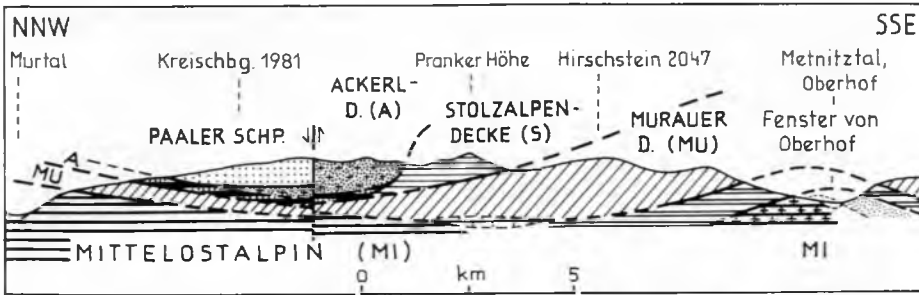 NNW
SSE
Murtal
Kreischbg. 1981
Pranker Höhe
Hirschstein 2047
Metnitztal,
Oberhof
ACKERL-
D. (A)
STOLZALPEN-
DECKE (S)
PAALER SCHP.
MURAUER
D. (MU)
Fenster von
Oberhof
A
MU
MITTELOSTALPIN (MI)
MI
0 km 5